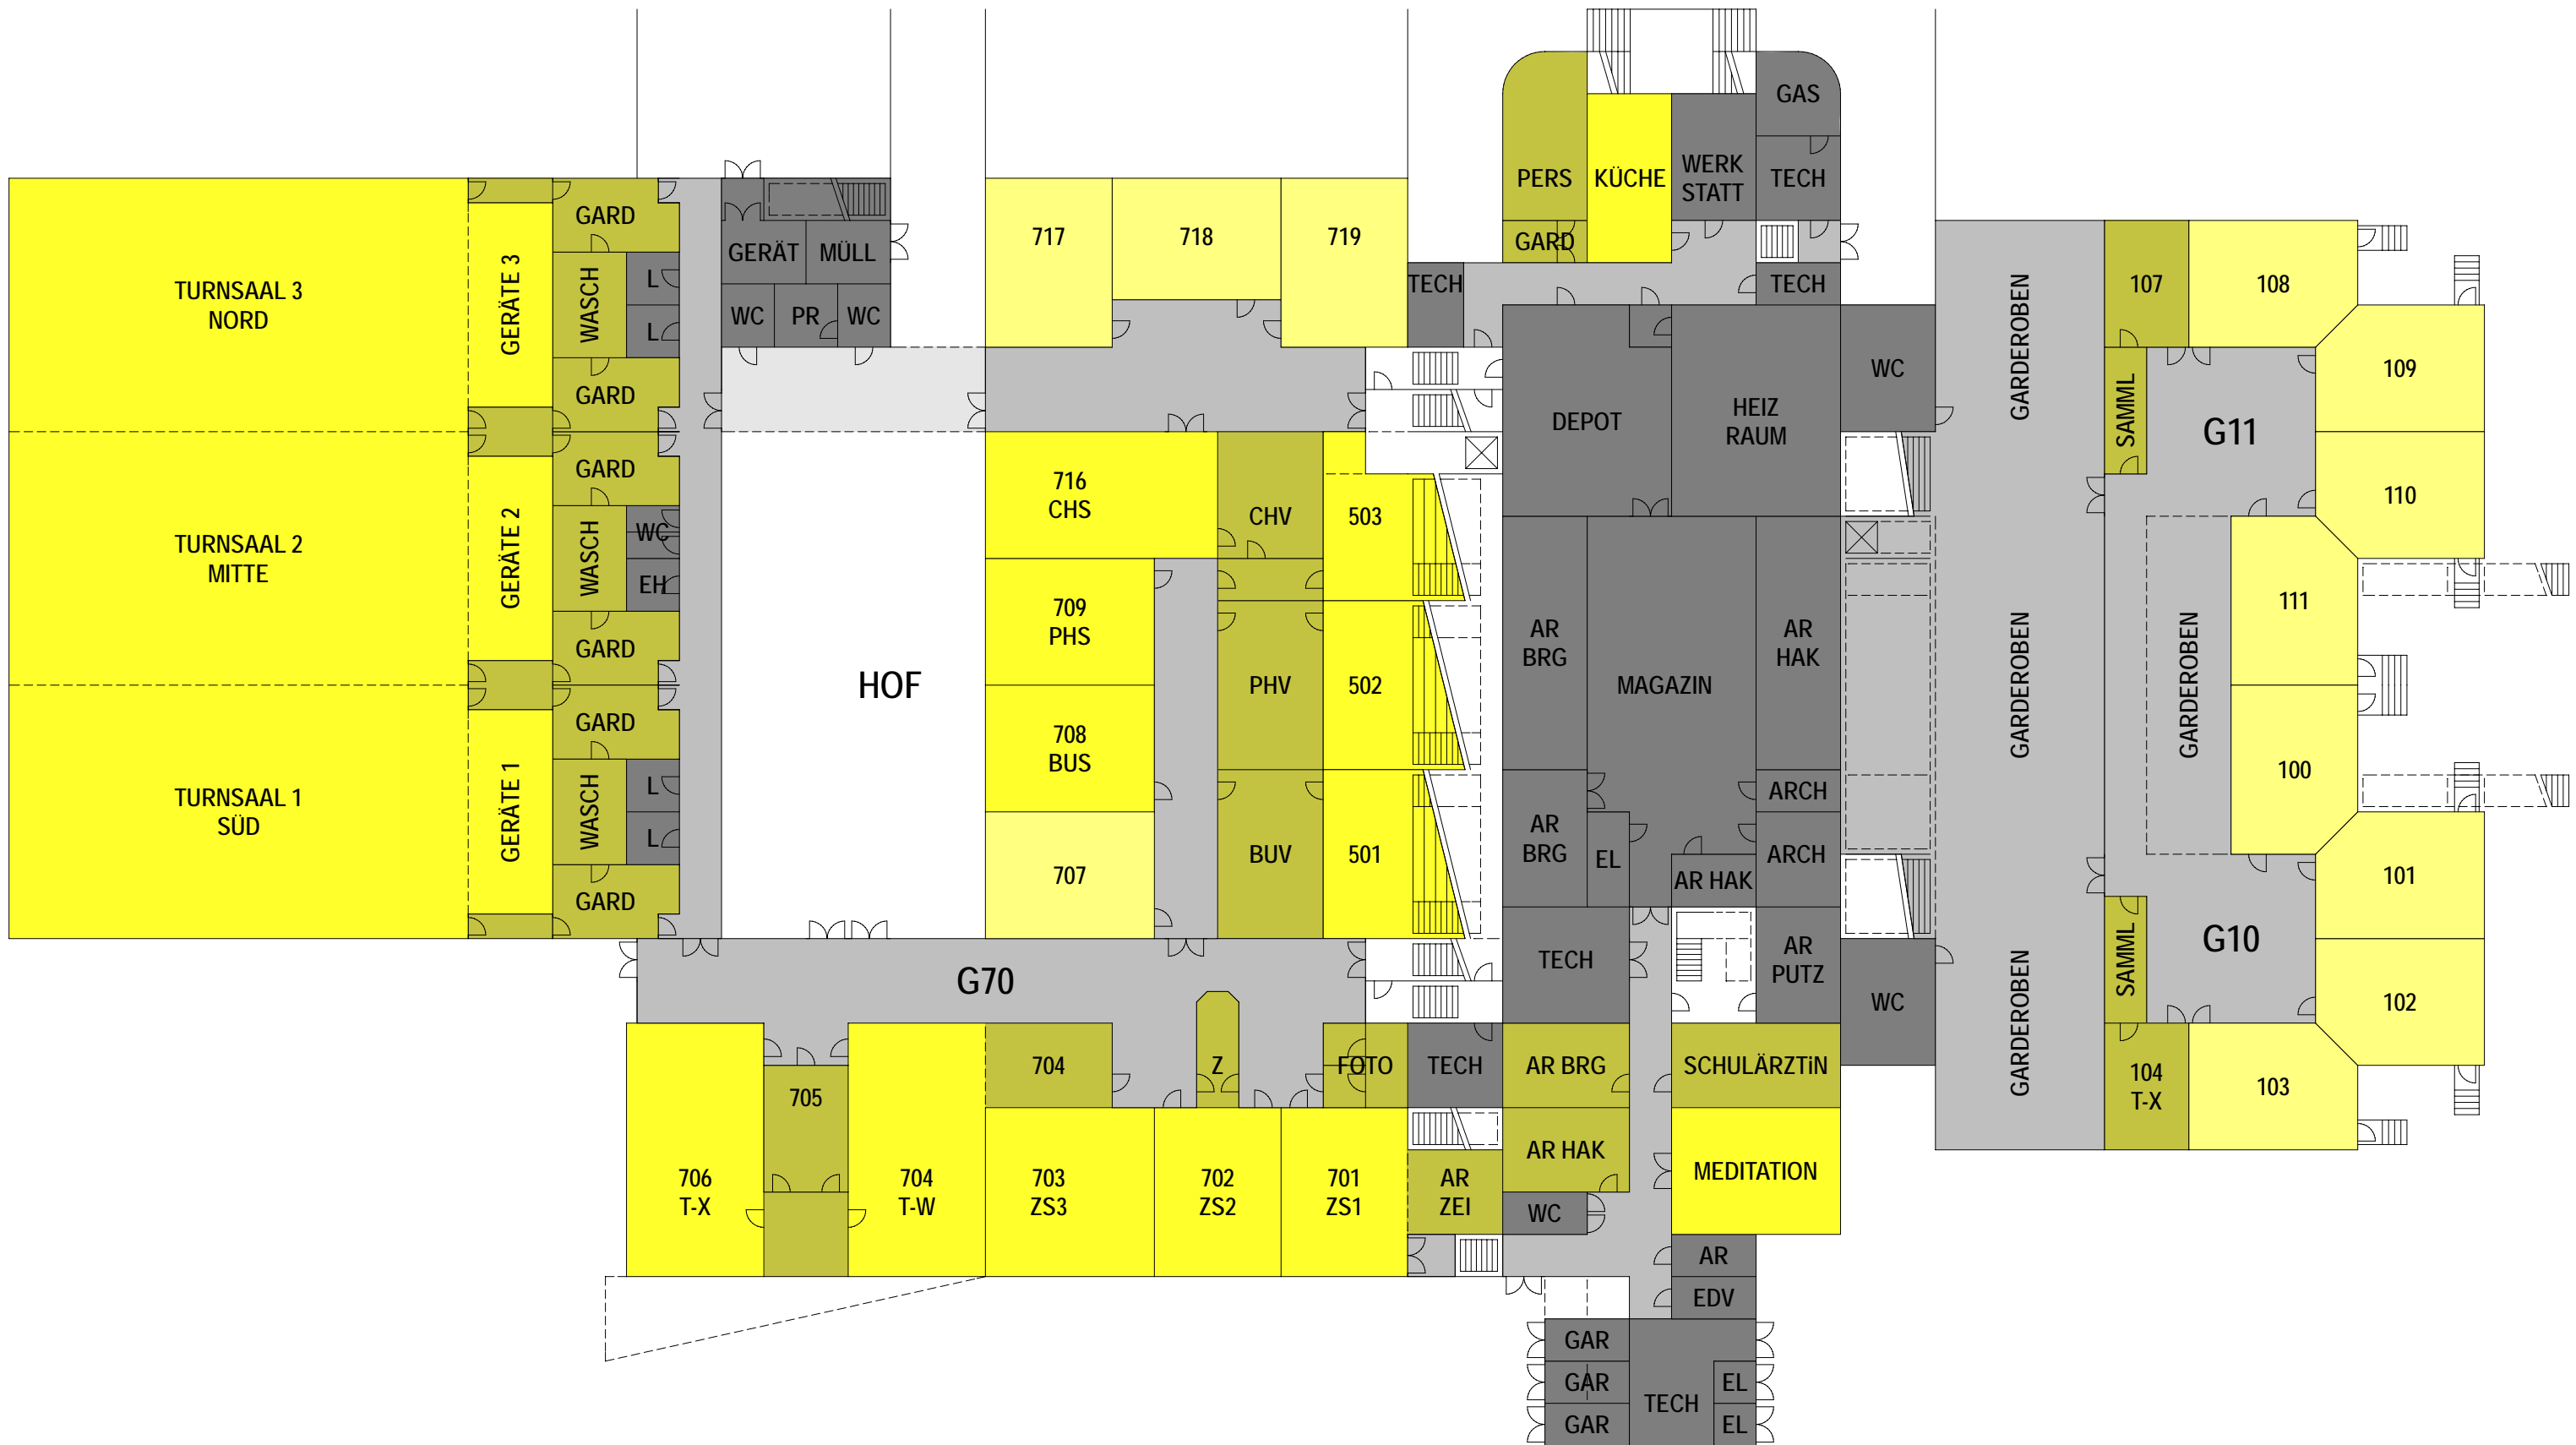 GAS
PERS
KÜCHE
WERK
STATT
TECH
GARD
TECH
TECH
TURNSAAL 3
NORD
GERÄTE 3
GARD
WASCH
L
L
GARD
GERÄT
MÜLL
WC
PR
WC
717
718
719
TURNSAAL 2
MITTE
GERÄTE 2
GARD
WASCH
WC
EH
GARD
TURNSAAL 1
SÜD
GERÄTE 1
GARD
WASCH
L
L
GARD
HOF
716
CHS
709
PHS
708
BUS
707
CHV
PHV
BUV
503
502
501
DEPOT
HEIZ
RAUM
AR
BRG
MAGAZIN
AR
HAK
AR
BRG
EL
ARCH
ARCH
AR HAK
TECH
AR
PUTZ
WC
WC
GARDEROBEN
GARDEROBEN
GARDEROBEN
GARDEROBEN
107
108
109
110
SAMML
G11
111
100
101
102
SAMML
G10
104
T-X
103
G70
706
T-X
705
704
T-W
704
703
ZS3
Z
702
ZS2
701
ZS1
FOTO
TECH
AR
ZEI
AR BRG
AR HAK
WC
SCHULÄRZTiN
MEDITATION
AR
EDV
GAR
GAR
GAR
TECH
EL
EL